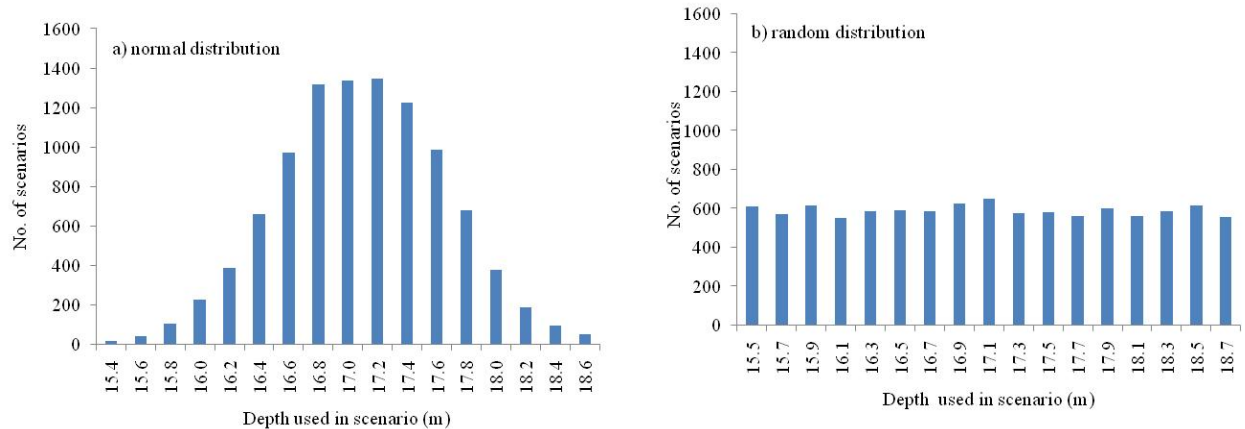 1600
1400
1200
1000
800
600
400
200
0
No. of scenarios
a) normal distribution
15.4 15.6 15.8 16.0 16.2 16.4 16.6 16.8 17.0 17.2 17.4 17.6 17.8 18.0 18.2 18.4 18.6
Depth used in scenario (m)
1600
1400
1200
1000
800
600
400
200
0
No. of scenarios
b) random distribution
15.5 15.7 15.9 16.1 16.3 16.5 16.7 16.9 17.1 17.3 17.5 17.7 17.9 18.1 18.3 18.5 18.7
Depth used in scenario (m)